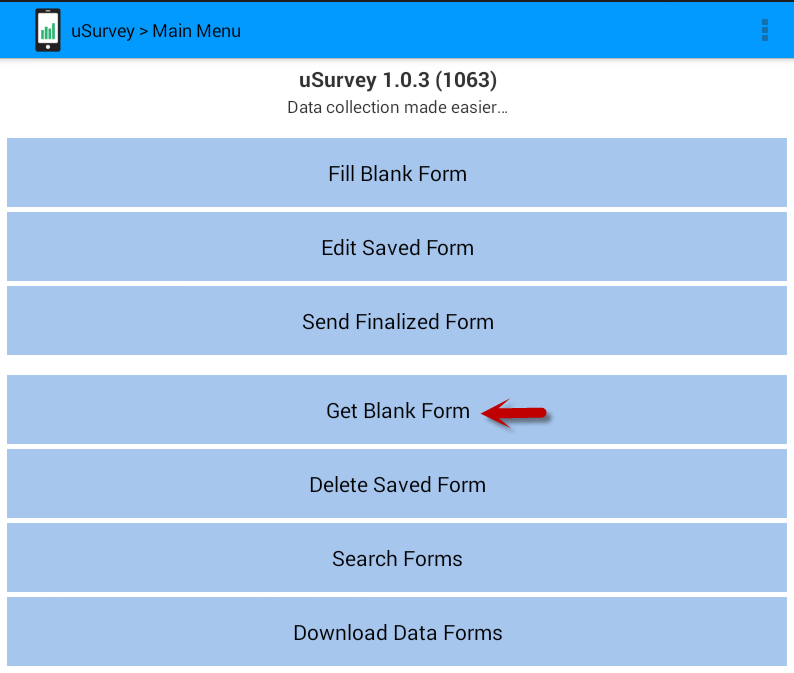 uSurvey > Main Menu
uSurvey 1.0.3 (1063)
Data collection made easier...
Fill Blank Form
Edit Saved Form
Send Finalized Form
Get Blank Form
Delete Saved Form
Search Forms
Download Data Forms